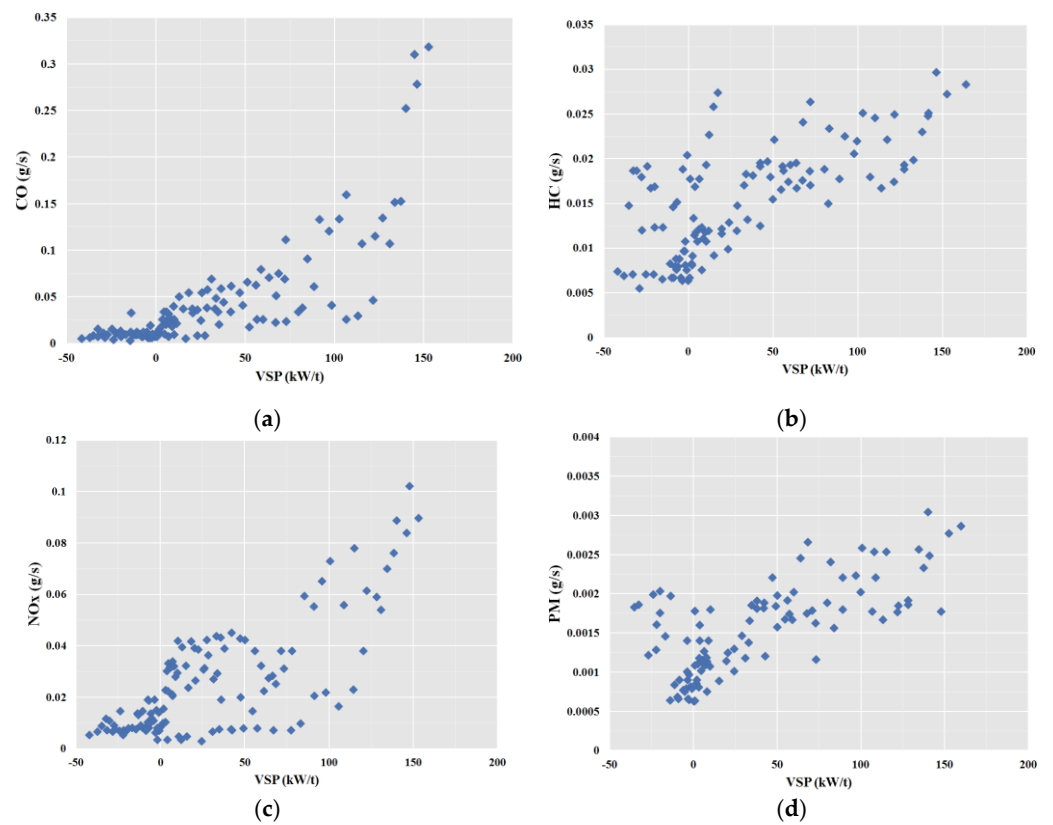 0.35
0.3
0.25
0.2
0.15
0.1
0.05
0
CO (g/s)
-50 0 50 100 150 200
VSP (kW/t)
(a)
0.035
0.03
0.025
0.02
0.015
0.01
0.005
0
HC (g/s)
-50 0 50 100 150 200
VSP (kW/t)
(b)
0.12
0.1
0.08
0.06
0.04
0.02
0
NOx (g/s)
-50 0 50 100 150 200
VSP (kW/t)
(c)
0.004
0.0035
0.003
0.0025
0.002
0.0015
0.001
0.0005
0
PM (g/s)
-50 0 50 100 150 200
VSP (kW/t)
(d)